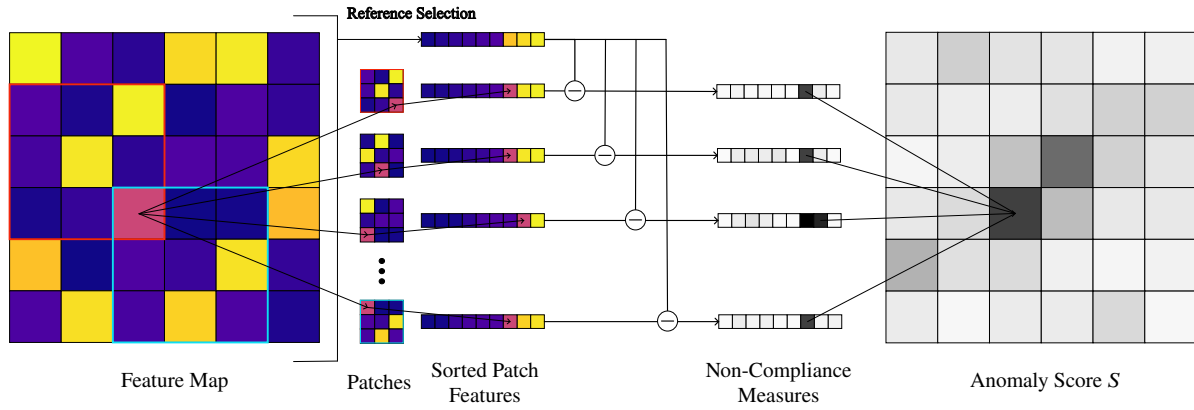 Reference Selection
Feature Map
Patches
Sorted Patch
Features
Non-Compliance
Measures
Anomaly Score S